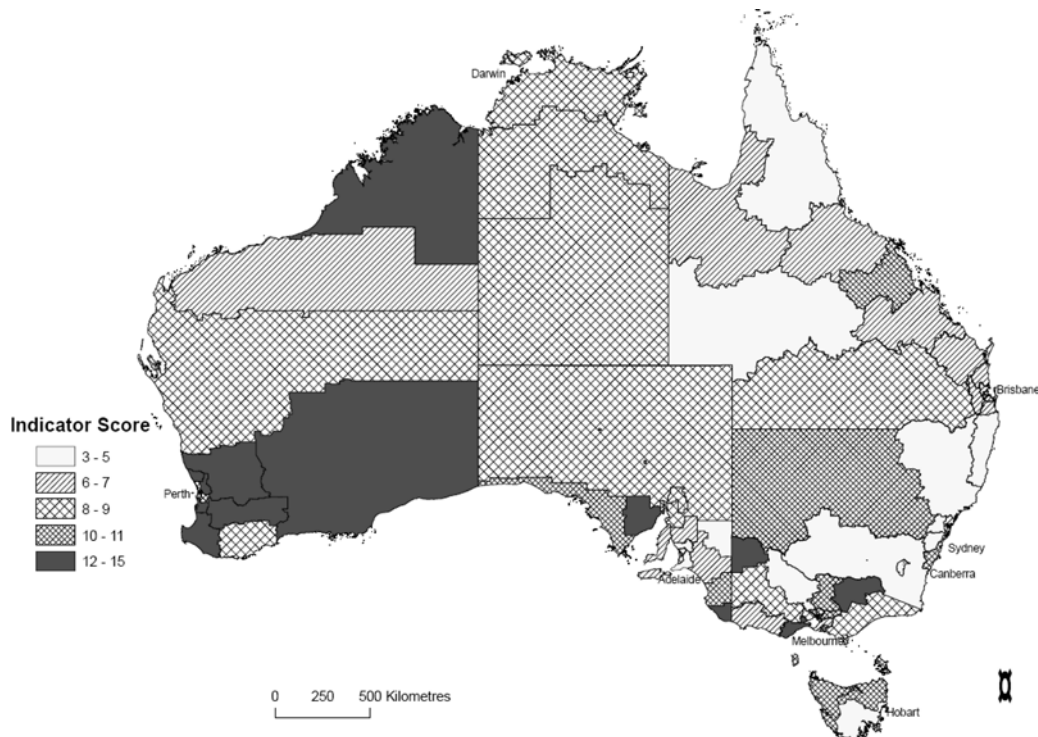 Darwin
Brisbane
Indicator Score
3 - 5
6 - 7
8 - 9
10 - 11
12 - 15
Perth
Sydney
Canberra
Adelaide
Melbourne
0 250 500 Kilometres
Hobart